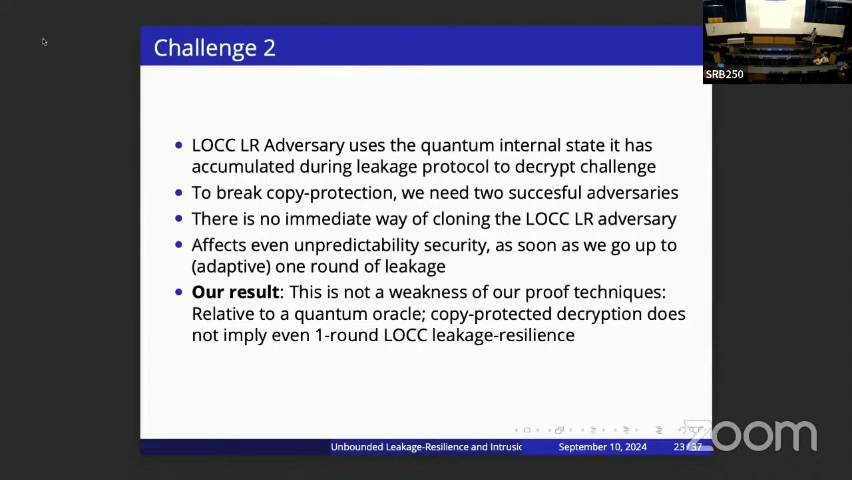 Challenge 2
SRB250
• LOCC LR Adversary uses the quantum internal state it has
accumulated during leakage protocol to decrypt challenge
• To break copy-protection, we need two succesful adversaries
• There is no immediate way of cloning the LOCC LR adversary
• Affects even unpredictability security, as soon as we go up to
(adaptive) one round of leakage
• Our result: This is not a weakness of our proof techniques:
Relative to a quantum oracle; copy-protected decryption does
not imply even 1-round LOCC leakage-resilience
zoom
Unbounded Leakage-Resilience and Intrusic
September 10, 2024
23 / 37